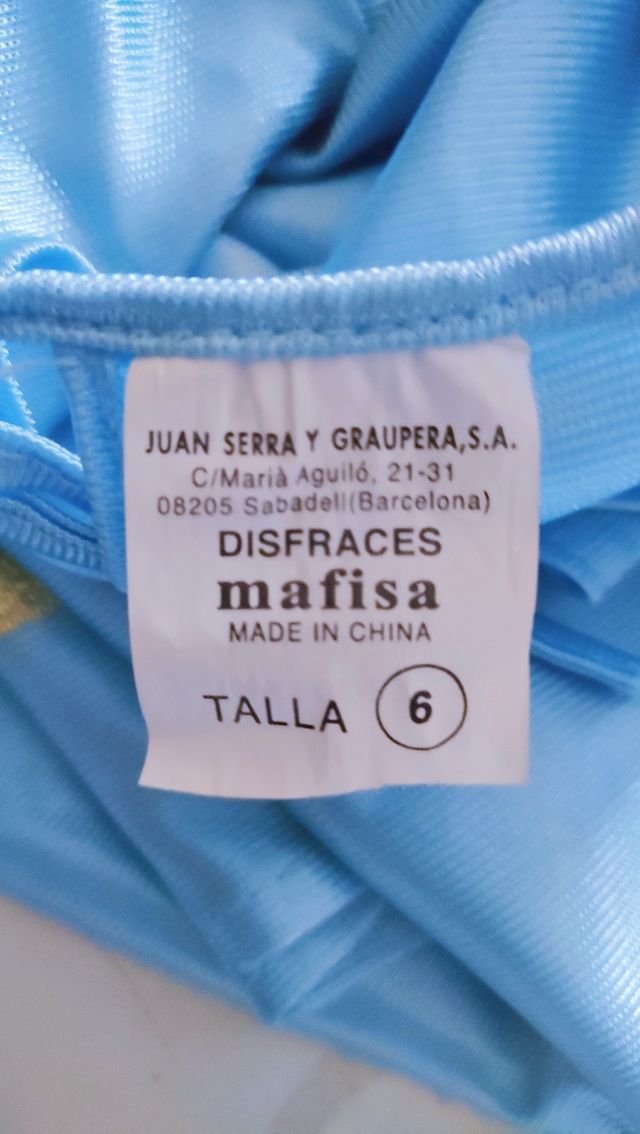 JUAN SERRA Y GRAUPERA,S.A.
C/Marià Aguiló, 21-31
08205 Sabadell(Barcelona)
DISFRACES
mafisa
MADE IN CHINA
TALLA 6